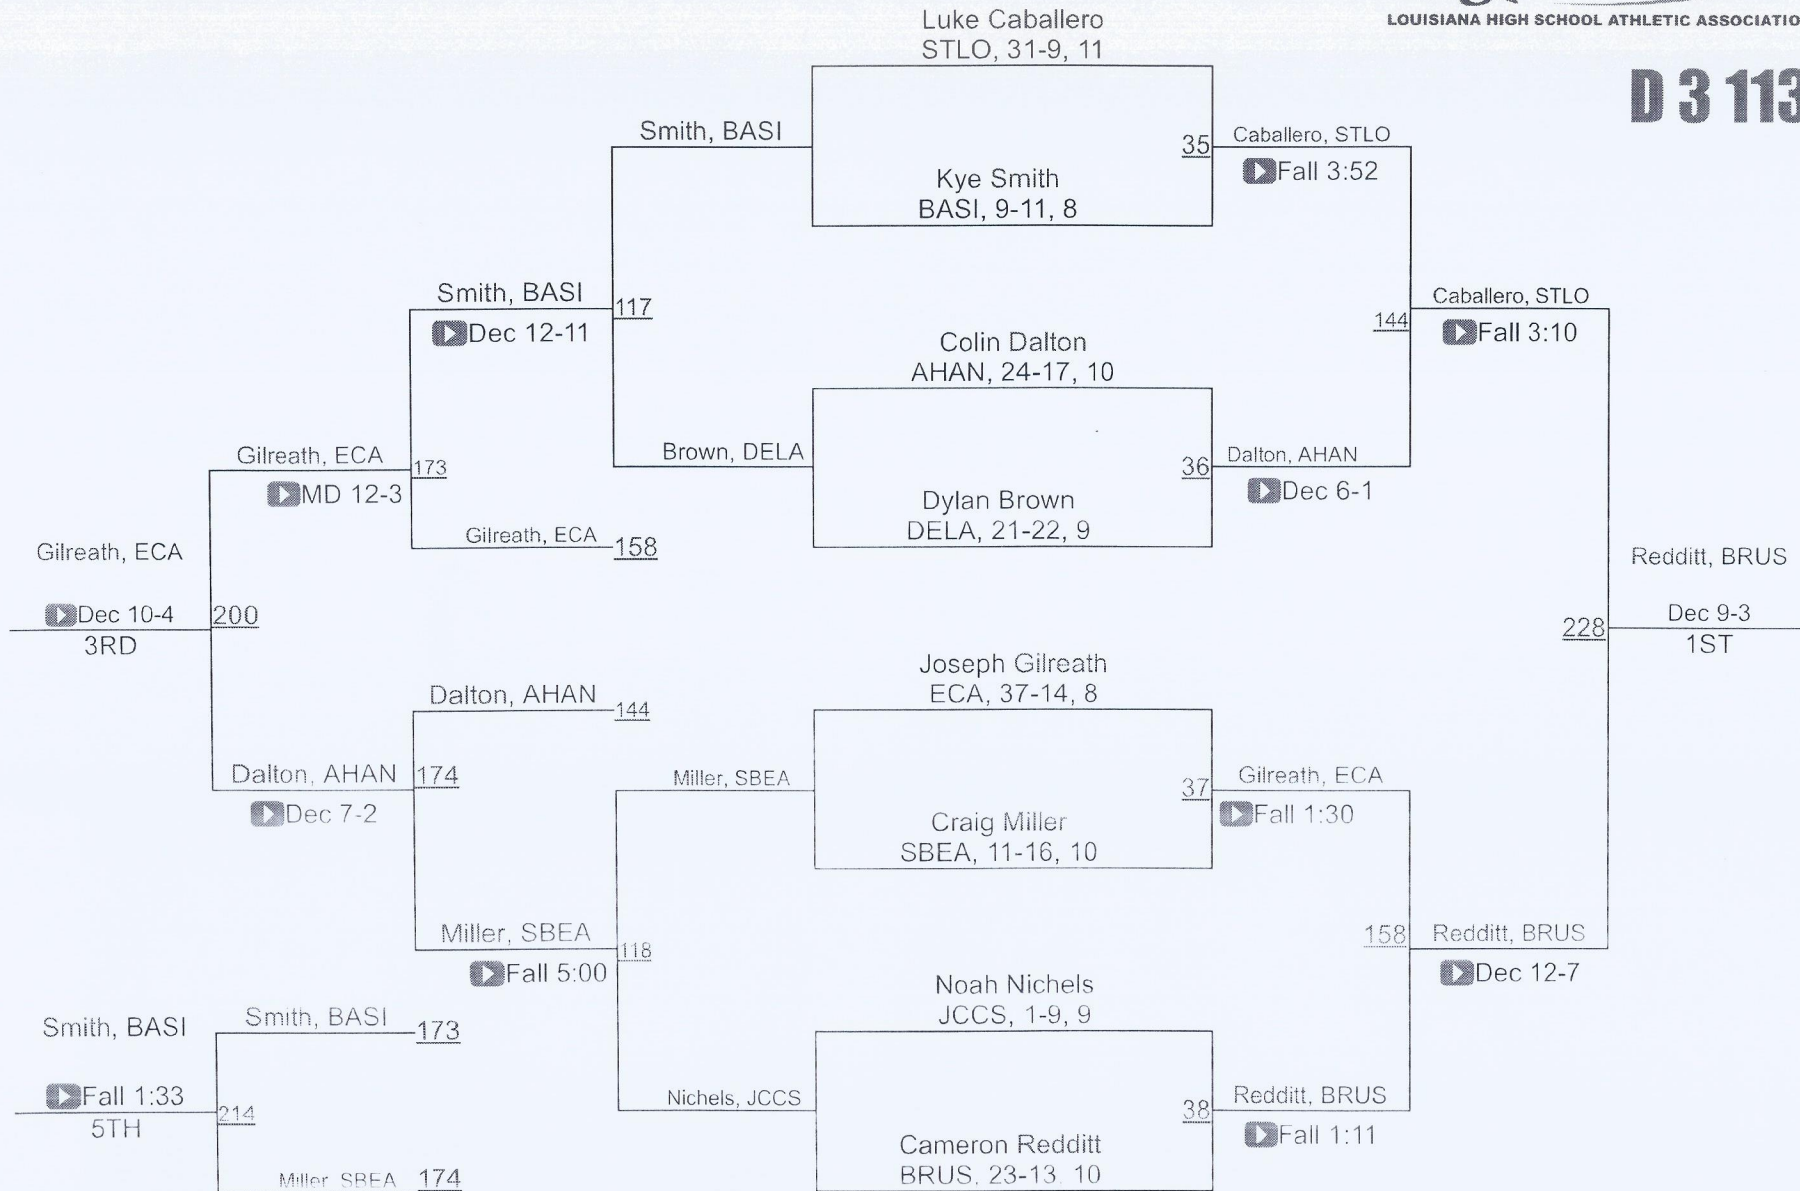 LOUISIANA HIGH SCHOOL ATHLETIC ASSOCIATIO
D 3 113
Luke Caballero
STLO, 31-9, 11
Smith, BASI
35
Caballero, STLO
Fall 3:52
Kye Smith
BASI, 9-11, 8
Smith, BASI
117
Dec 12-11
Caballero, STLO
144
Fall 3:10
Colin Dalton
AHAN, 24-17, 10
Gilreath, ECA
173
MD 12-3
Brown, DELA
36
Dalton, AHAN
Dec 6-1
Dylan Brown
DELA, 21-22, 9
Gilreath, ECA
158
Gilreath, ECA
Dec 10-4
200
3RD
Redditt, BRUS
228
Dec 9-3
1ST
Joseph Gilreath
ECA, 37-14, 8
Dalton, AHAN
144
Dalton, AHAN
174
Dec 7-2
Miller, SBEA
37
Gilreath, ECA
Fall 1:30
Craig Miller
SBEA, 11-16, 10
Miller, SBEA
118
Fall 5:00
158
Redditt, BRUS
Dec 12-7
Noah Nichels
JCCS, 1-9, 9
Smith, BASI
Smith, BASI
173
Fall 1:33
214
5TH
Nichels, JCCS
38
Redditt, BRUS
Fall 1:11
Cameron Redditt
BRUS, 23-13, 10
Miller, SBEA
174